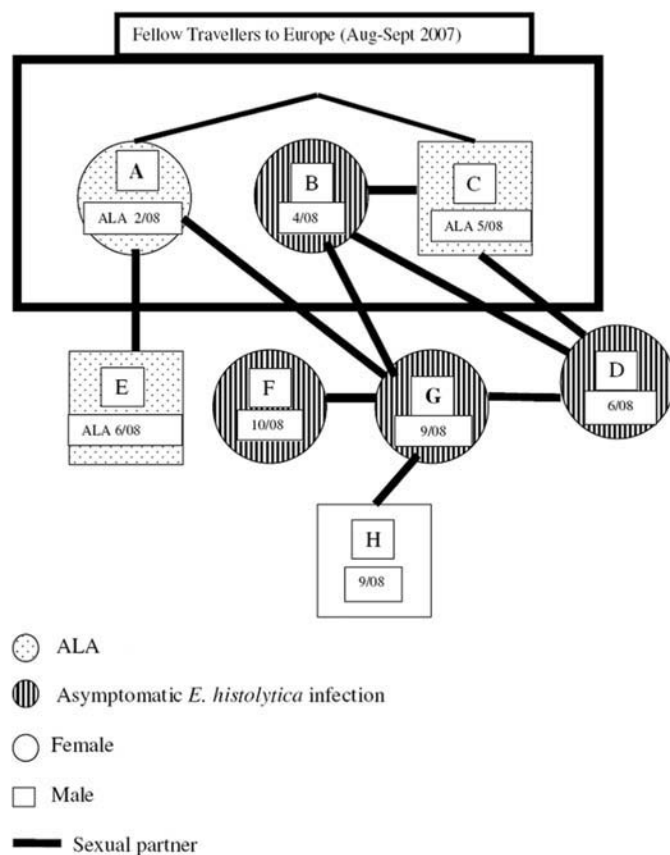 Fellow Travellers to Europe (Aug-Sept 2007)
A
ALA 2/08
B
4/08
C
ALA 5/08
E
ALA 6/08
F
10/08
G
9/08
D
6/08
H
9/08
ALA
Asymptomatic E. histolytica infection
Female
Male
Sexual partner